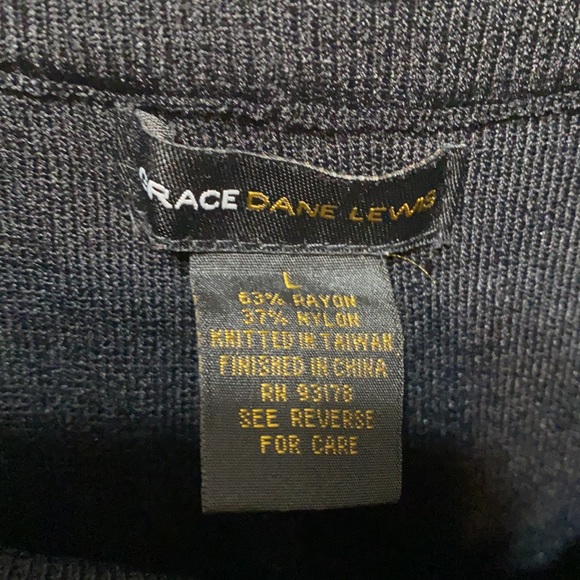 GRACE DANE LEWIS
L
63% RAYON
37% NYLON
KNITTED IN TAIWAN
FINISHED IN CHINA
RN 93178
SEE REVERSE
FOR CARE